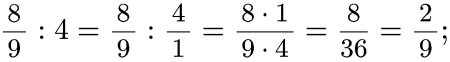 8/9 : 4 = 8/9 : 4/1 = 8 · 1/9 · 4 = 8/36 = 2/9;